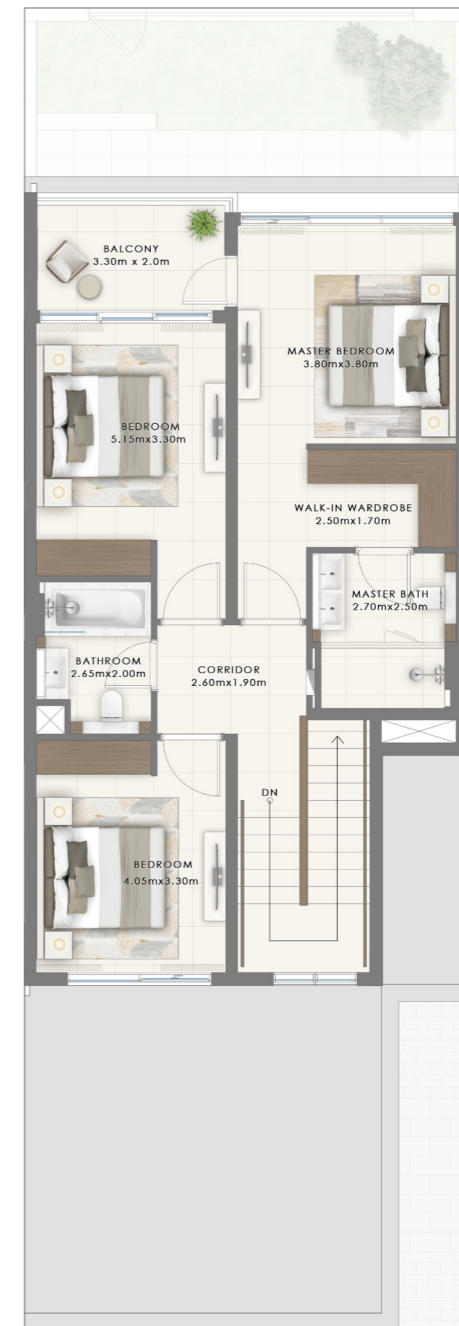 BALCONY
3.30m x 2.0m
MASTER BEDROOM
3.80mx3.80m
BEDROOM
5.15mx3.30m
WALK-IN WARDROBE
2.50mx1.70m
MASTER BATH
2.70mx2.50m
BATHROOM
2.65mx2.00m
CORRIDOR
2.60mx1.90m
DN
BEDROOM
4.05mx3.30m